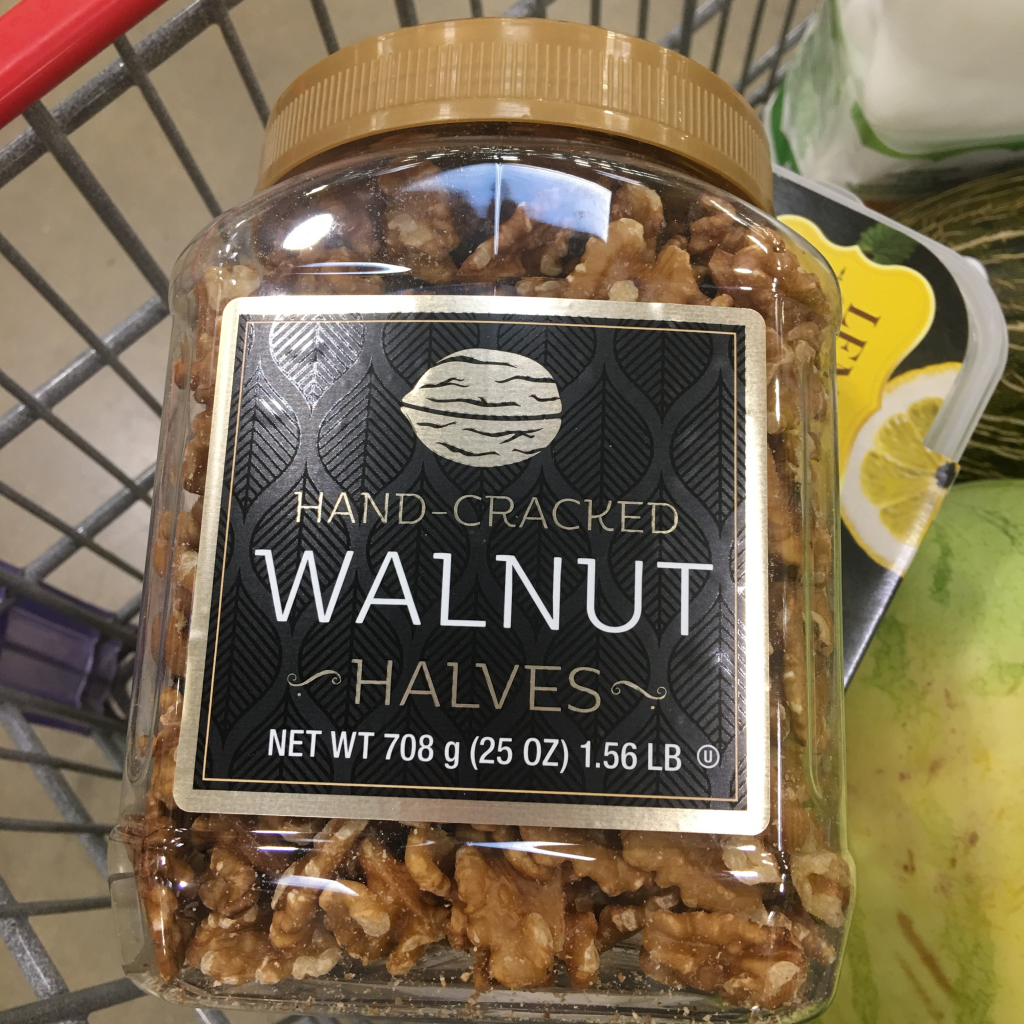 HAND-CRACKED
WALNUT
HALVES
NET WT 708 g (25 OZ) 1.56 LB U